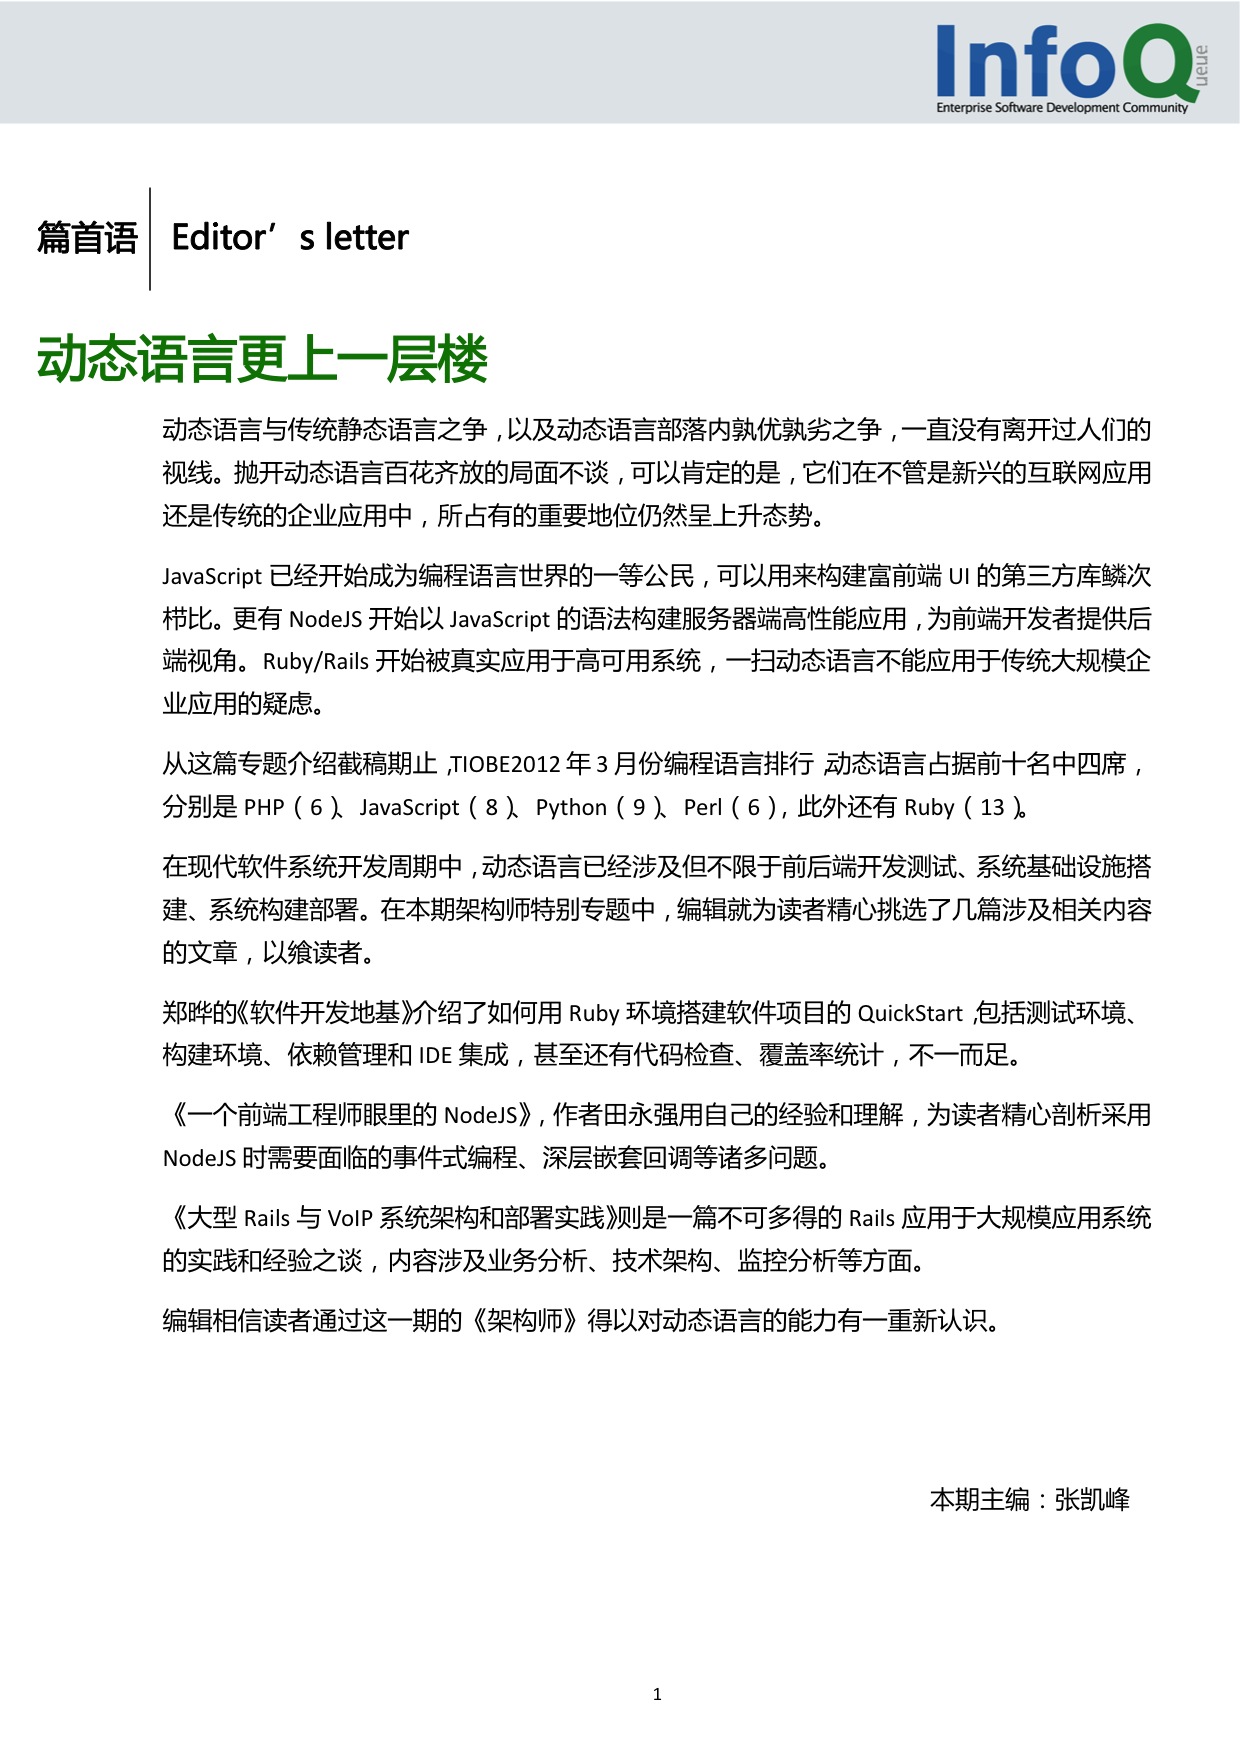 InfoQueue
Enterprise Software Development Community
篇首语 Editor’s letter
动态语言更上一层楼
动态语言与传统静态语言之争，以及动态语言部落内孰优孰劣之争，一直没有离开过人们的
视线。抛开动态语言百花齐放的局面不谈，可以肯定的是，它们在不管是新兴的互联网应用
还是传统的企业应用中，所占有的重要地位仍然呈上升态势。
JavaScript 已经开始成为编程语言世界的一等公民，可以用来构建富前端 UI 的第三方库鳞次
栉比。更有 NodeJS 开始以 JavaScript 的语法构建服务器端高性能应用，为前端开发者提供后
端视角。Ruby/Rails 开始被真实应用于高可用系统，一扫动态语言不能应用于传统大规模企
业应用的疑虑。
从这篇专题介绍截稿期止，TIOBE2012 年 3 月份编程语言排行，动态语言占据前十名中四席，
分别是 PHP（6）、JavaScript（8）、Python（9）、Perl（6），此外还有 Ruby（13）。
在现代软件系统开发周期中，动态语言已经涉及但不限于前后端开发测试、系统基础设施搭
建、系统构建部署。在本期架构师特别专题中，编辑就为读者精心挑选了几篇涉及相关内容
的文章，以飨读者。
郑晔的《软件开发地基》介绍了如何用 Ruby 环境搭建软件项目的 QuickStart，包括测试环境、
构建环境、依赖管理和 IDE 集成，甚至还有代码检查、覆盖率统计，不一而足。
《一个前端工程师眼里的 NodeJS》，作者田永强用自己的经验和理解，为读者精心剖析采用
NodeJS 时需要面临的事件式编程、深层嵌套回调等诸多问题。
《大型 Rails 与 VoIP 系统架构和部署实践》则是一篇不可多得的 Rails 应用于大规模应用系统
的实践和经验之谈，内容涉及业务分析、技术架构、监控分析等方面。
编辑相信读者通过这一期的《架构师》得以对动态语言的能力有一重新认识。
本期主编：张凯峰
1